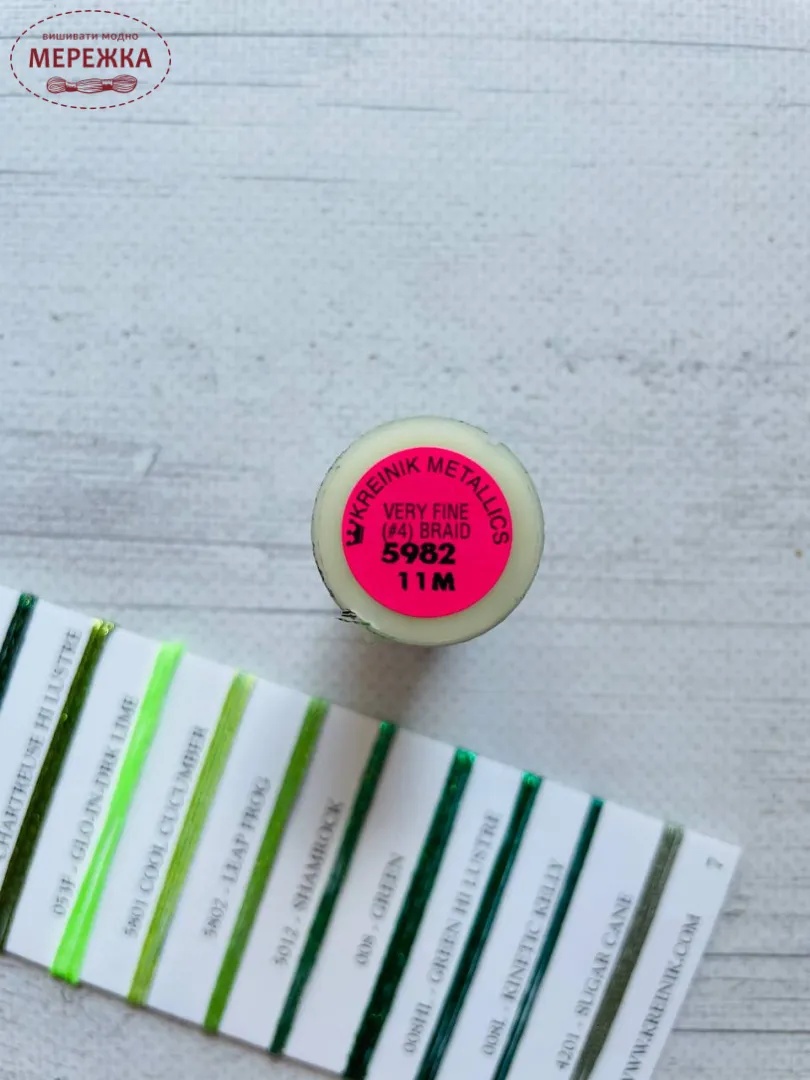 вишивати модно
МЕРЕЖКА
KREINIK METALLICS
VERY FINE
(#4) BRAID
5982
11M
CHARTREUSE HI LUSTRE
053F - GLO-IN-DRK LIME
5801 COOL CUCUMBER
5802 - LEAP FROG
5012 - SHAMROCK
008 - GREEN
008HL - GREEN HI LUSTRE
008L - KINETIC KELLY
4201 - SUGAR CANE
WWW.KREINIK.COM
7